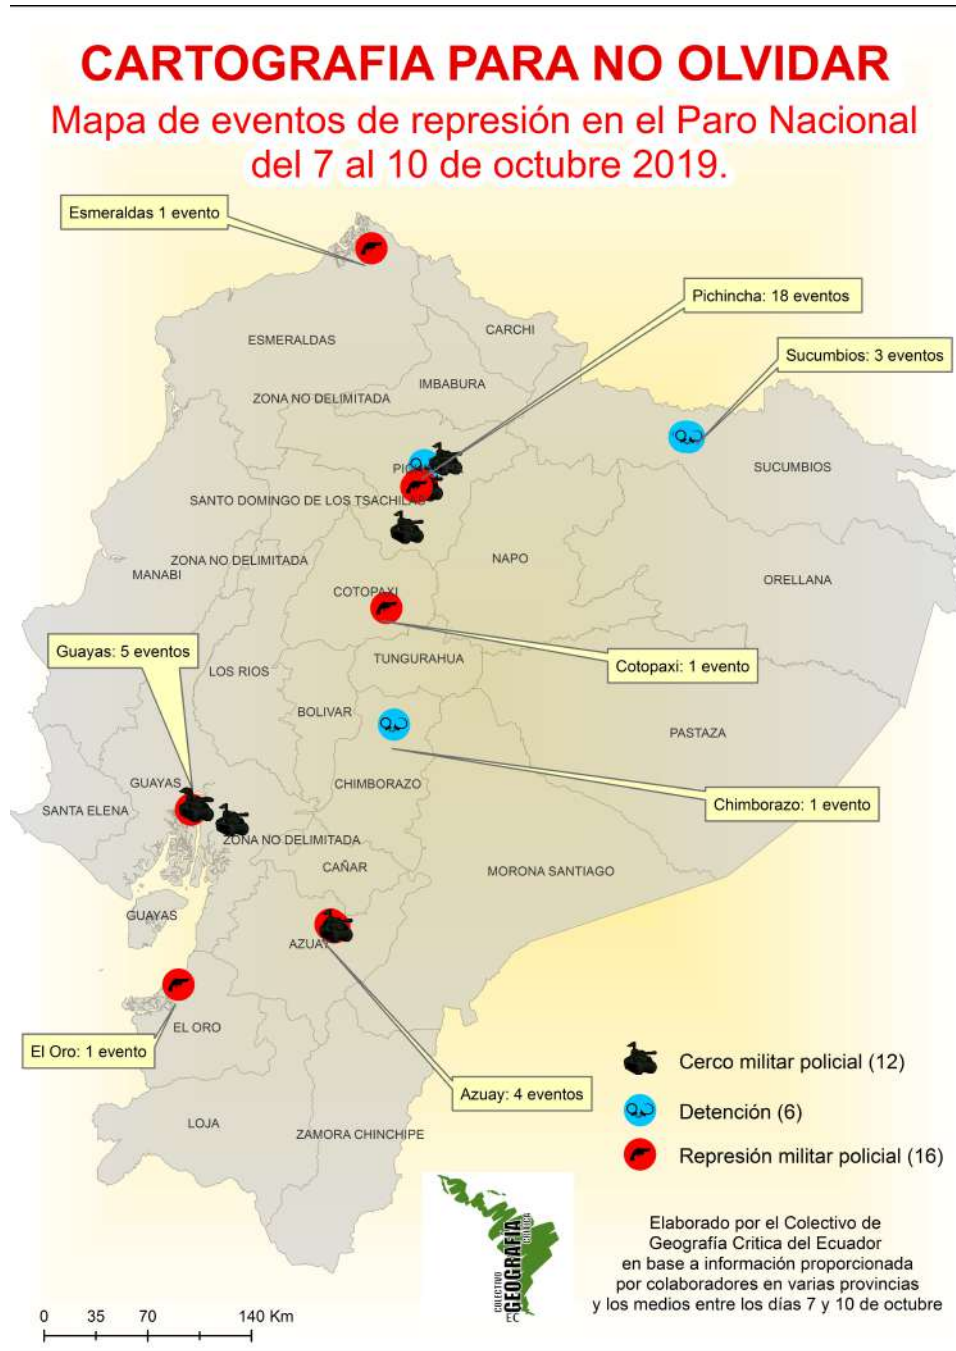 CARTOGRAFIA PARA NO OLVIDAR
Mapa de eventos de represión en el Paro Nacional
del 7 al 10 de octubre 2019.
Esmeraldas 1 evento
Pichincha: 18 eventos
CARCHI
ESMERALDAS
Sucumbios: 3 eventos
IMBABURA
ZONA NO DELIMITADA
SUCUMBIOS
SANTO DOMINGO DE LOS TSACHILAS
NAPO
ZONA NO DELIMITADA
MANABI
ORELLANA
COTOPAXI
Guayas: 5 eventos
TUNGURAHUA
Cotopaxi: 1 evento
LOS RIOS
BOLIVAR
PASTAZA
GUAYAS
CHIMBORAZO
Chimborazo: 1 evento
SANTA ELENA
ZONA NO DELIMITADA
CAÑAR
MORONA SANTIAGO
GUAYAS
AZUAY
EL ORO
El Oro: 1 evento
Azuay: 4 eventos
LOJA
ZAMORA CHINCHIPE
Cerco militar policial (12)
Detención (6)
Represión militar policial (16)
COLECTIVO
GEOGRAFIA
CRITICA
EC
Elaborado por el Colectivo de
Geografía Critica del Ecuador
en base a información proporcionada
por colaboradores en varias provincias
y los medios entre los días 7 y 10 de octubre
0 35 70 140 Km